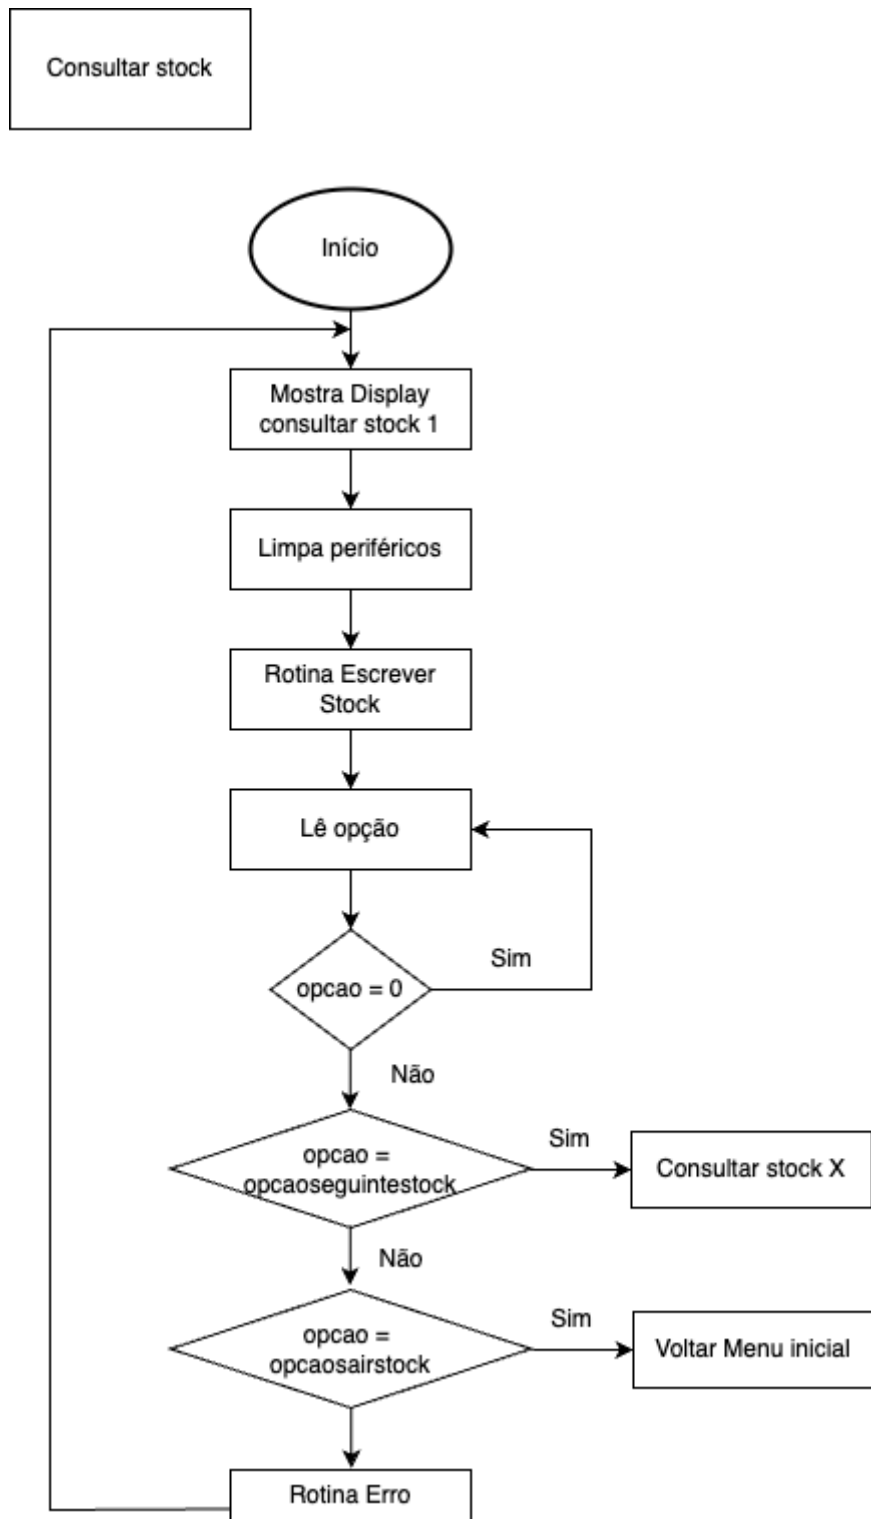 Consultar stock
Início
Mostra Display
consultar stock 1
Limpa periféricos
Rotina Escrever
Stock
Lê opção
opcao = 0
Sim
Não
opcao =
opcaoseguintestock
Sim
Consultar stock X
Não
opcao =
opcaosairstock
Sim
Voltar Menu inicial
Rotina Erro